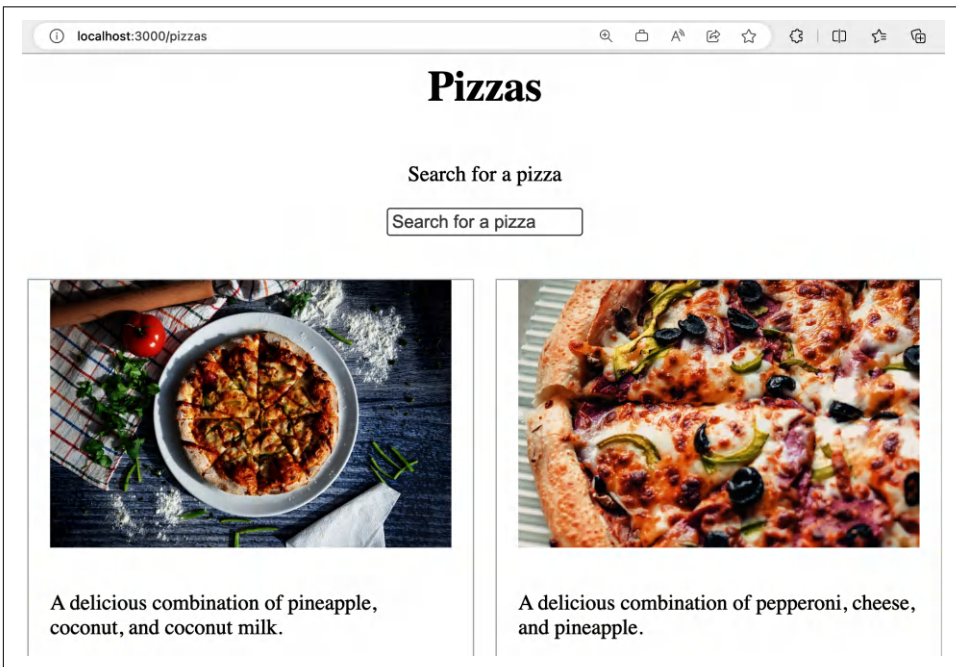 localhost:3000/pizzas
Pizzas
Search for a pizza
Search for a pizza
A delicious combination of pineapple,
coconut, and coconut milk.
A delicious combination of pepperoni, cheese,
and pineapple.